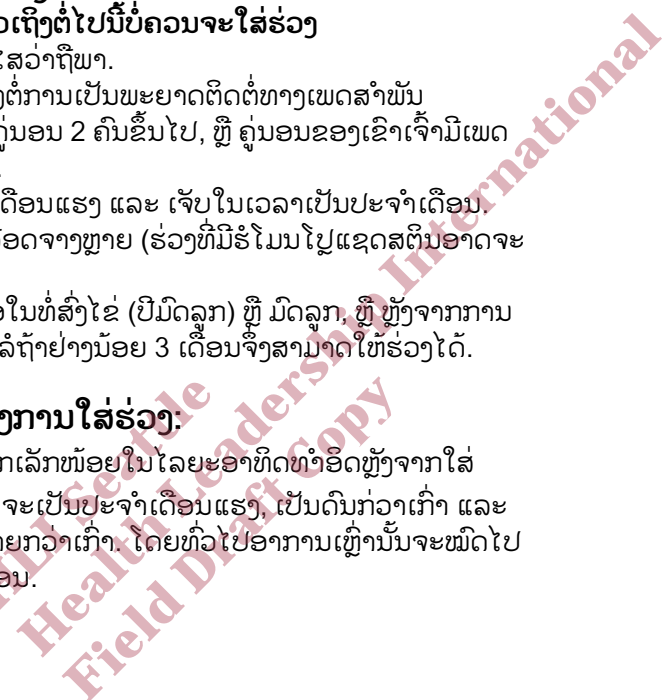 ເຖິງຕໍ່ໄປນີ້ບໍ່ຄວນຈະໃສ່ຮ່ວງ
ໃສວ່າຖືພາ.
ຕໍ່ການເປັນພະຍາດຕິດຕໍ່ທາງເພດສຳພັນ
ຄູ່ນອນ 2 ຄົນຂຶ້ນໄປ, ຫຼື ຄູ່ນອນຂອງເຂົາເຈົ້າມີເພດ
ເດືອນແຮງ ແລະ ເຈັບໃນເວລາເປັນປະຈຳເດືອນ.
ອດຈາງຫຼາຍ (ຮ່ວງທີ່ມີຮໍໂມນໂປຼແຊດສຕິນອາດຈະ
ໃນທໍ່ສົ່ງໄຂ່ (ປີມົດລູກ) ຫຼື ມົດລູກ, ຫຼື ຫຼັງຈາກການ
ລໍຖ້າຢ່າງນ້ອຍ 3 ເດືອນຈຶ່ງສາມາດໃຫ້ຮ່ວງໄດ້.
ງການໃສ່ຮ່ວງ:
ກເລັກໜ້ອຍໃນໄລຍະອາທິດທຳອິດຫຼັງຈາກໃສ່
ຈະເປັນປະຈຳເດືອນແຮງ, ເປັນດົນກ່ວາເກົ່າ ແລະ
ຍກວ່າເກົ່າ. ໂດຍທົ່ວໄປອາການເຫຼົ່ານັ້ນຈະໝົດໄປ
ອນ.
HLI Seattle
Health Leadership International
Field Draft Copy